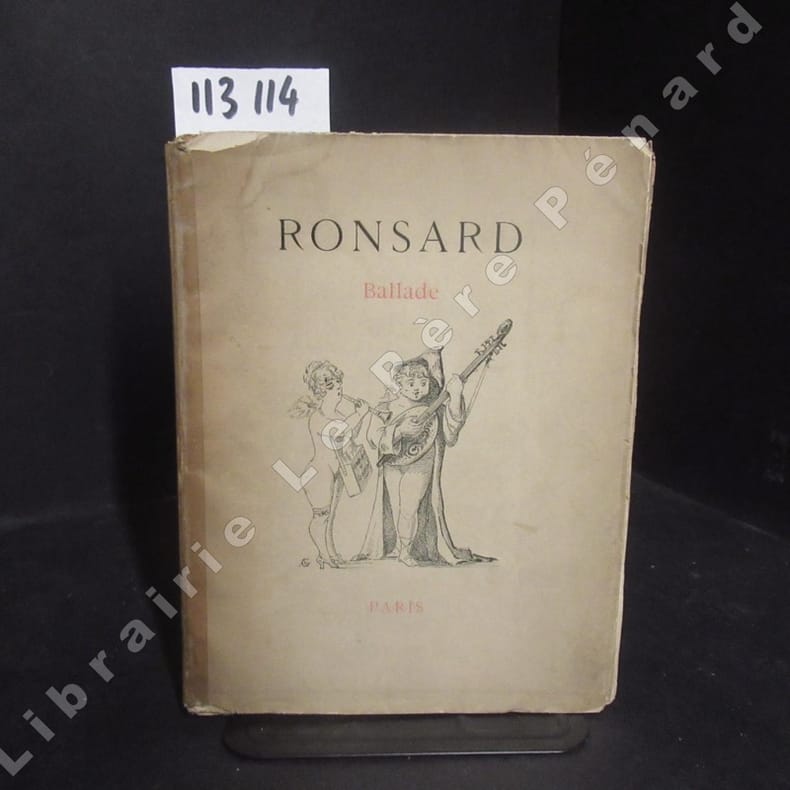 113 114
RONSARD
Ballade
PARIS
Librairie Le Père Pénard